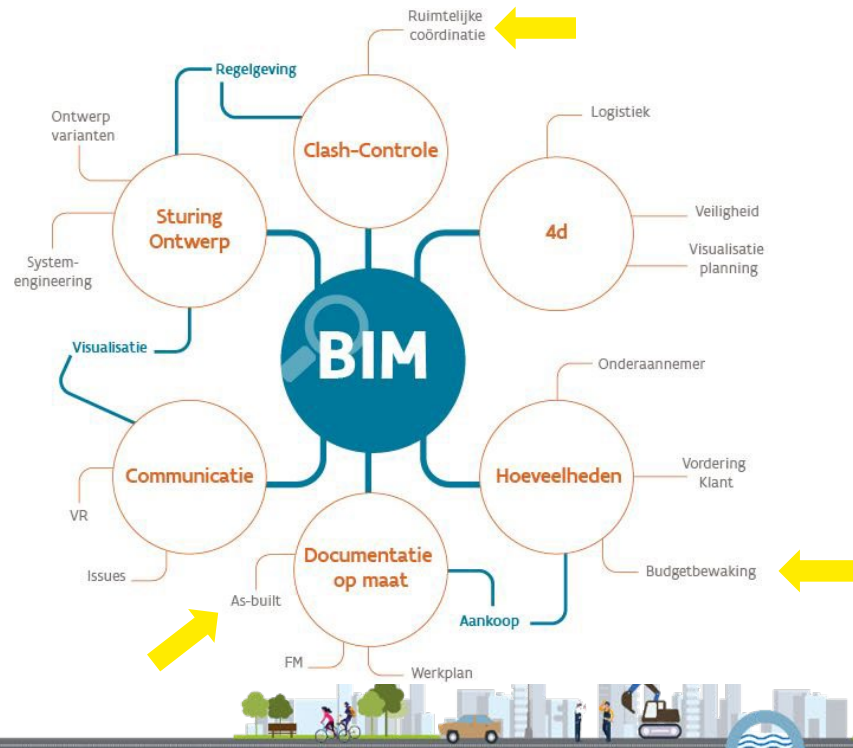 Ruimtelijke
coördinatie
Regelgeving
Clash-Controle
Logistiek
Ontwerp
varianten
Sturing
Ontwerp
4d
Veiligheid
Visualisatie
planning
System-
engineering
BIM
Visualisatie
Onderaannemer
Communicatie
Hoeveelheden
Vordering
Klant
VR
Issues
Documentatie
op maat
Budgetbewaking
As-built
Aankoop
FM
Werkplan